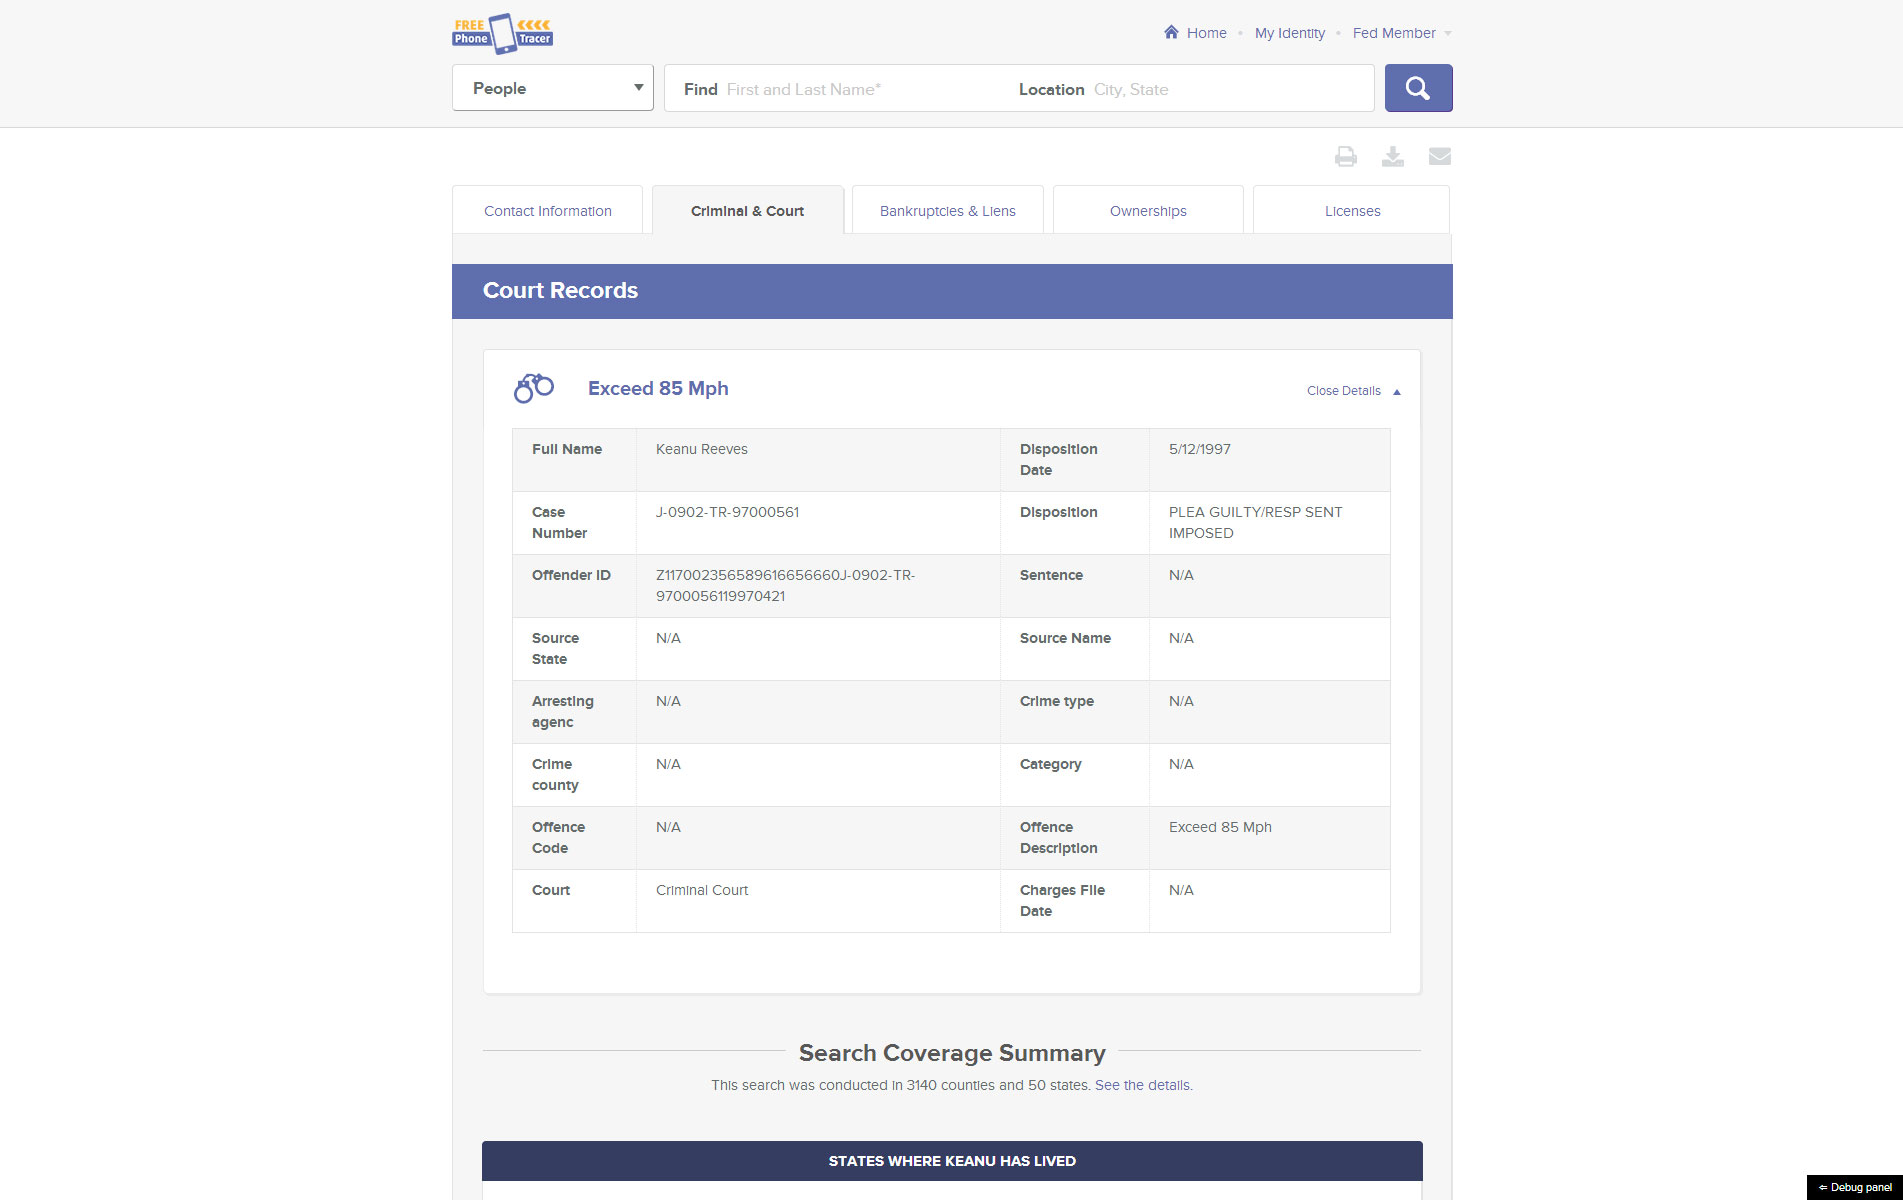 FREE
Phone Tracer
Home • My Identity • Fed Member
People
Find First and Last Name*
Location City, State
Contact Information
Criminal & Court
Bankruptcies & Liens
Ownerships
Licenses
Court Records
Exceed 85 Mph
Close Details
Full Name
Keanu Reeves
Disposition
Date
5/12/1997
Case
Number
J-0902-TR-97000561
Disposition
PLEA GUILTY/RESP SENT
IMPOSED
Offender ID
Z117002356589616656660J-0902-TR-
9700056119970421
Sentence
N/A
Source
State
N/A
Source Name
N/A
Arresting
agenc
N/A
Crime type
N/A
Crime
county
N/A
Category
N/A
Offence
Code
N/A
Offence
Description
Exceed 85 Mph
Court
Criminal Court
Charges File
Date
N/A
Search Coverage Summary
This search was conducted in 3140 counties and 50 states. See the details.
STATES WHERE KEANU HAS LIVED
⇐ Debug panel